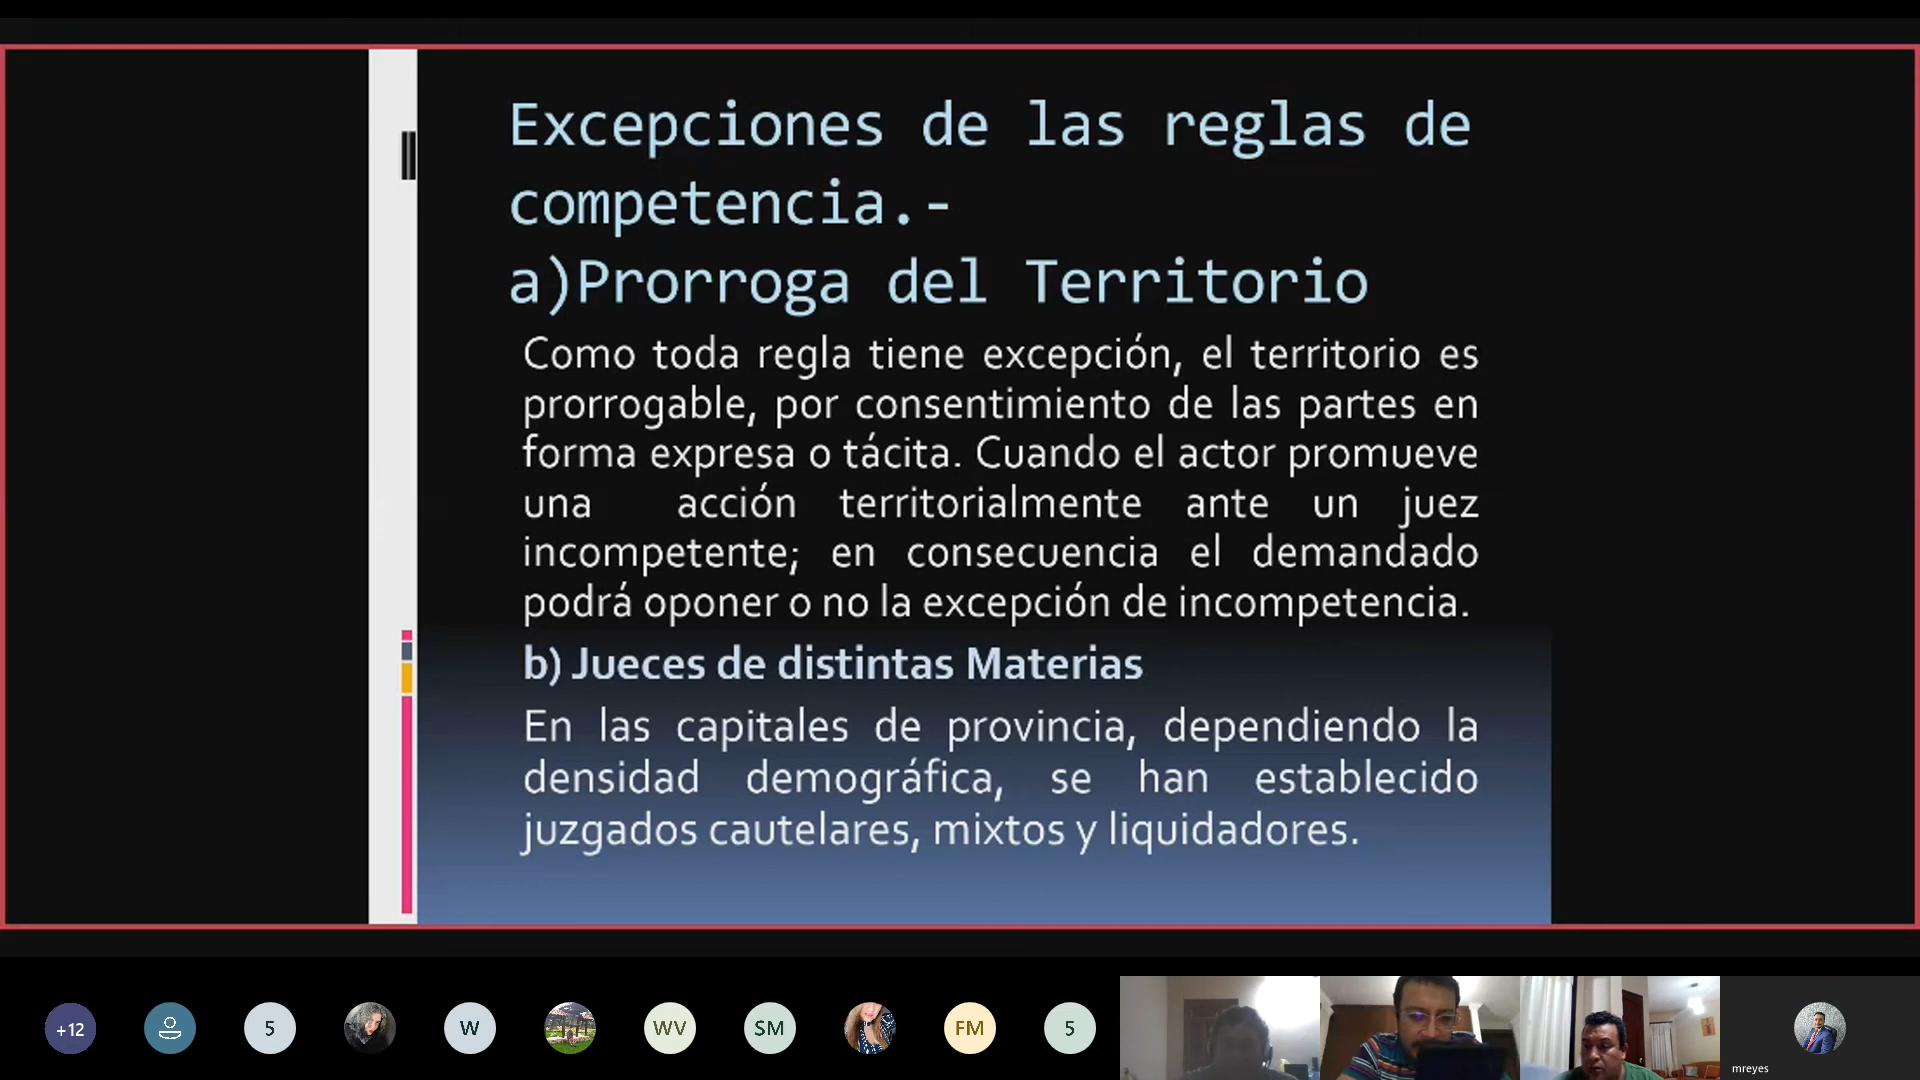 Excepciones de las reglas de
competencia.-
a)Prorroga del Territorio
Como toda regla tiene excepción, el territorio es
prorrogable, por consentimiento de las partes en
forma expresa o tácita. Cuando el actor promueve
una acción territorialmente ante un juez
incompetente; en consecuencia el demandado
podrá oponer o no la excepción de incompetencia.
b) Jueces de distintas Materias
En las capitales de provincia, dependiendo la
densidad demográfica, se han establecido
juzgados cautelares, mixtos y liquidadores.
+12 5 W WV SM FM 5
mreyes